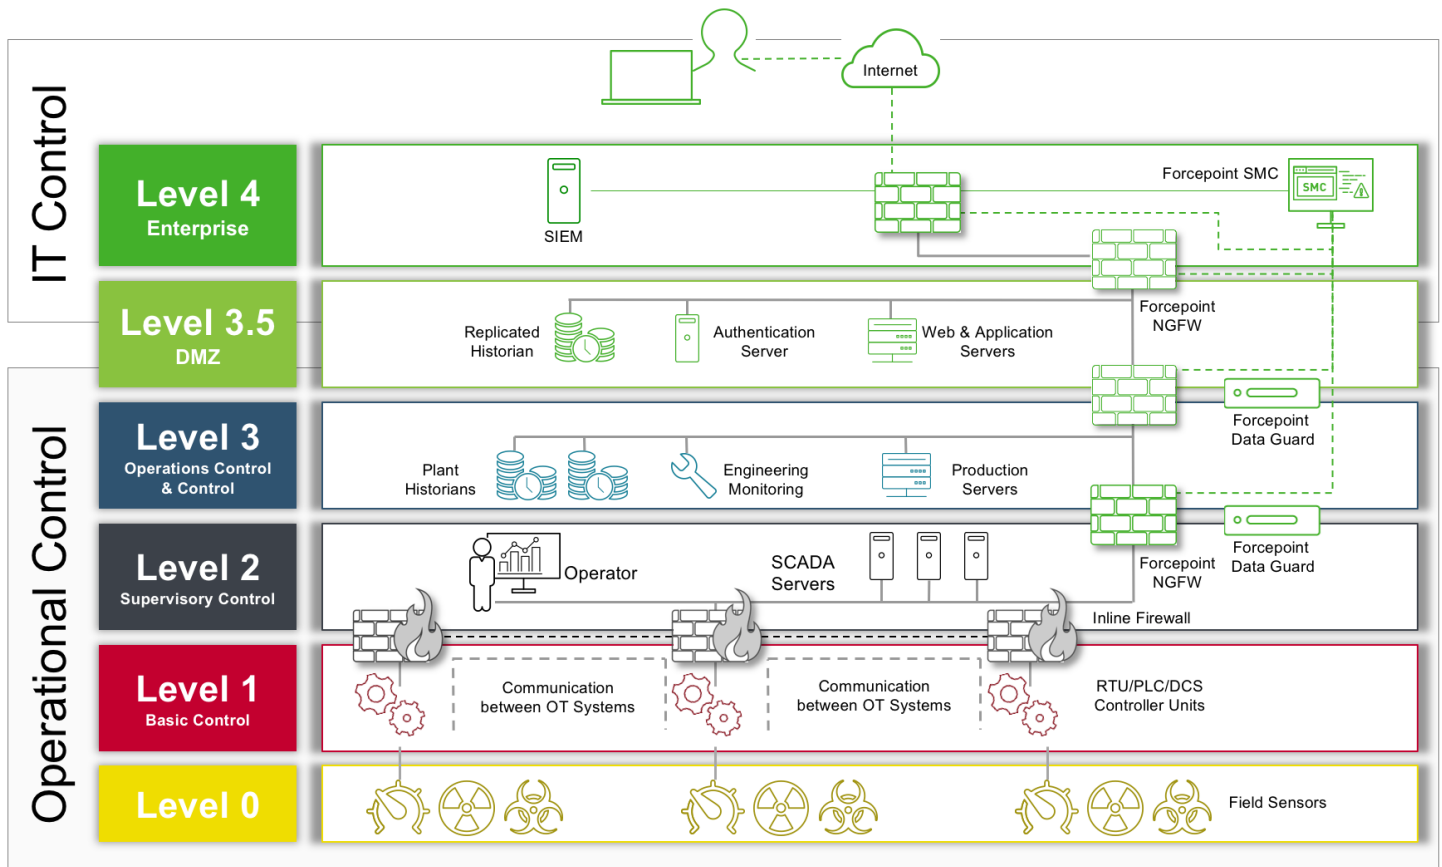 Internet
IT Control
Level 4
Enterprise
SIEM
Forcepoint SMC
SMC
Level 3.5
DMZ
Replicated
Historian
Authentication
Server
Web & Application
Servers
Forcepoint
NGFW
Operational Control
Level 3
Operations Control
& Control
Plant
Historians
Engineering
Monitoring
Production
Servers
Forcepoint
Data Guard
Level 2
Supervisory Control
Operator
SCADA
Servers
Forcepoint
NGFW
Forcepoint
Data Guard
Inline Firewall
Level 1
Basic Control
Communication
between OT Systems
Communication
between OT Systems
RTU/PLC/DCS
Controller Units
Level 0
Field Sensors